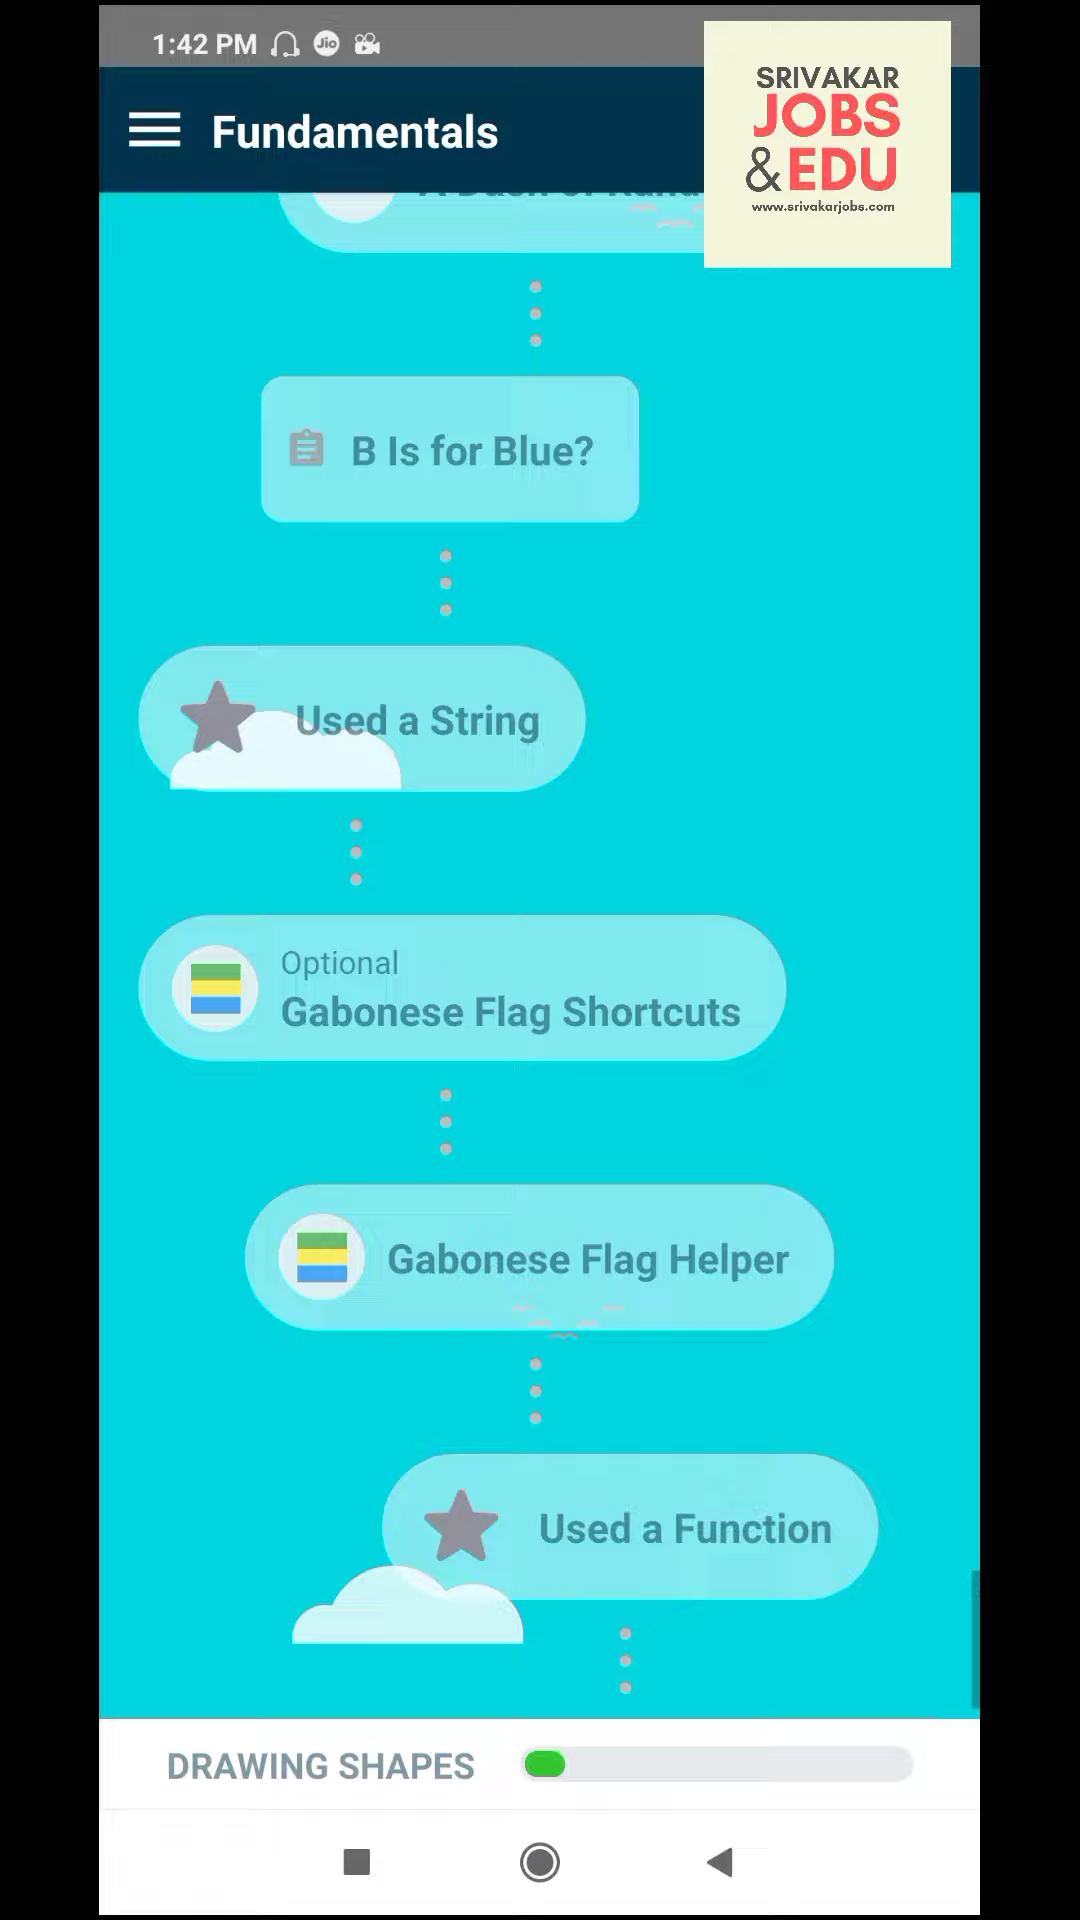 1:42 PM
Jio
SRIVAKAR
JOBS
& EDU
www.srivakarjobs.com
Fundamentals
B Is for Blue?
Used a String
Optional
Gabonese Flag Shortcuts
Gabonese Flag Helper
Used a Function
DRAWING SHAPES